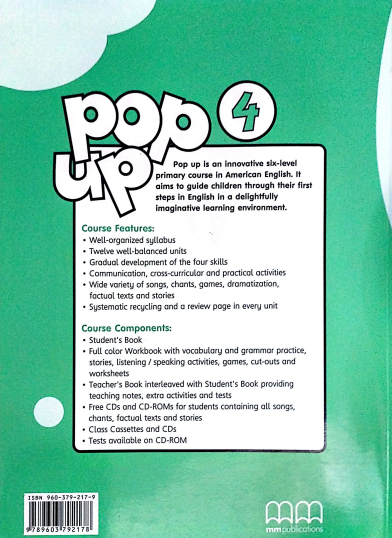 pop
up
4
Pop up is an innovative six-level
primary course in American English. It
aims to guide children through their first
steps in English in a delightfully
imaginative learning environment.
Course Features:
• Well-organized syllabus
• Twelve well-balanced units
• Gradual development of the four skills
• Communication, cross-curricular and practical activities
• Wide variety of songs, chants, games, dramatization,
factual texts and stories
• Systematic recycling and a review page in every unit
Course Components:
• Student's Book
• Full color Workbook with vocabulary and grammar practice,
stories, listening / speaking activities, games, cut-outs and
worksheets
• Teacher's Book interleaved with Student's Book providing
teaching notes, extra activities and tests
• Free CDs and CD-ROMs for students containing all songs,
chants, factual texts and stories
• Class Cassettes and CDs
• Tests available on CD-ROM
ISBN 960-379-217-9
9789603792178
mm
mmpublications